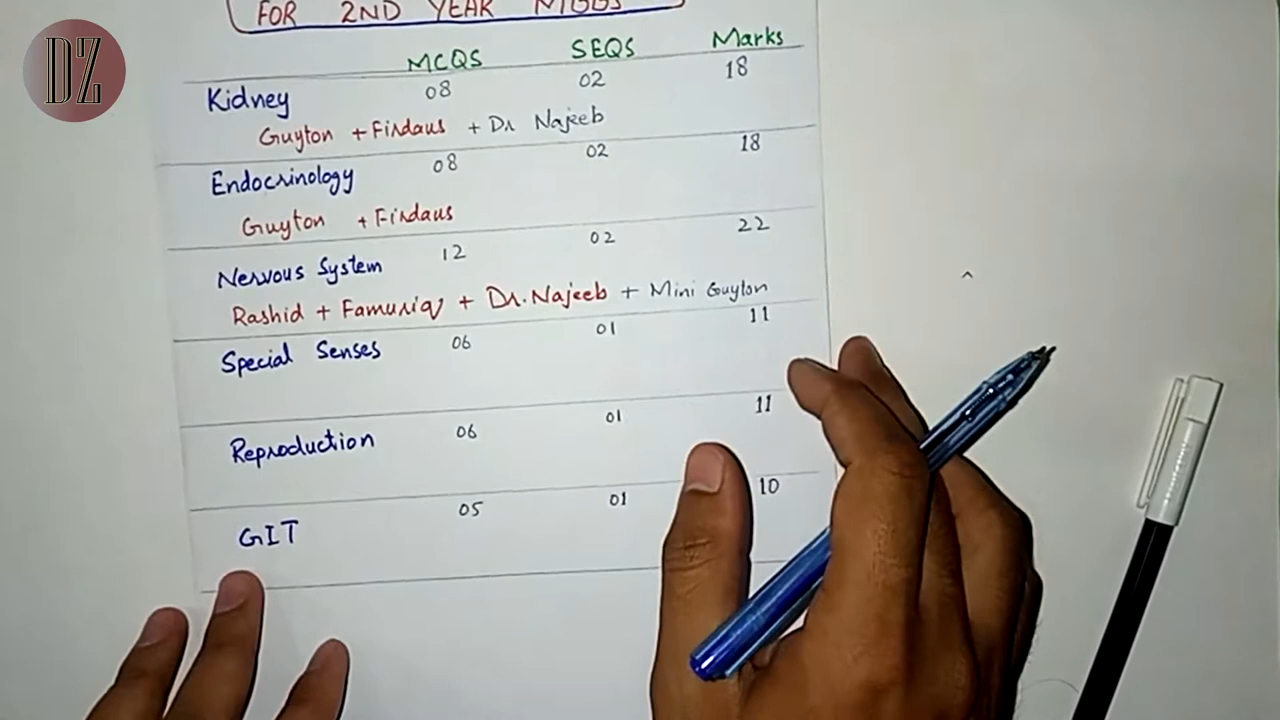 DZ
FOR 2ND YEAR MBBS
MCQS SEQS Marks
Kidney 08 02 18
Guyton + Firdaus + Dr Najeeb
Endocrinology 08 02 18
Guyton + Firdaus
Nervous System 12 02 22
Rashid + Famuriq + Dr. Najeeb + Mini Guyton
Special Senses 06 01 11
Reproduction 06 01 11
GIT 05 01 10